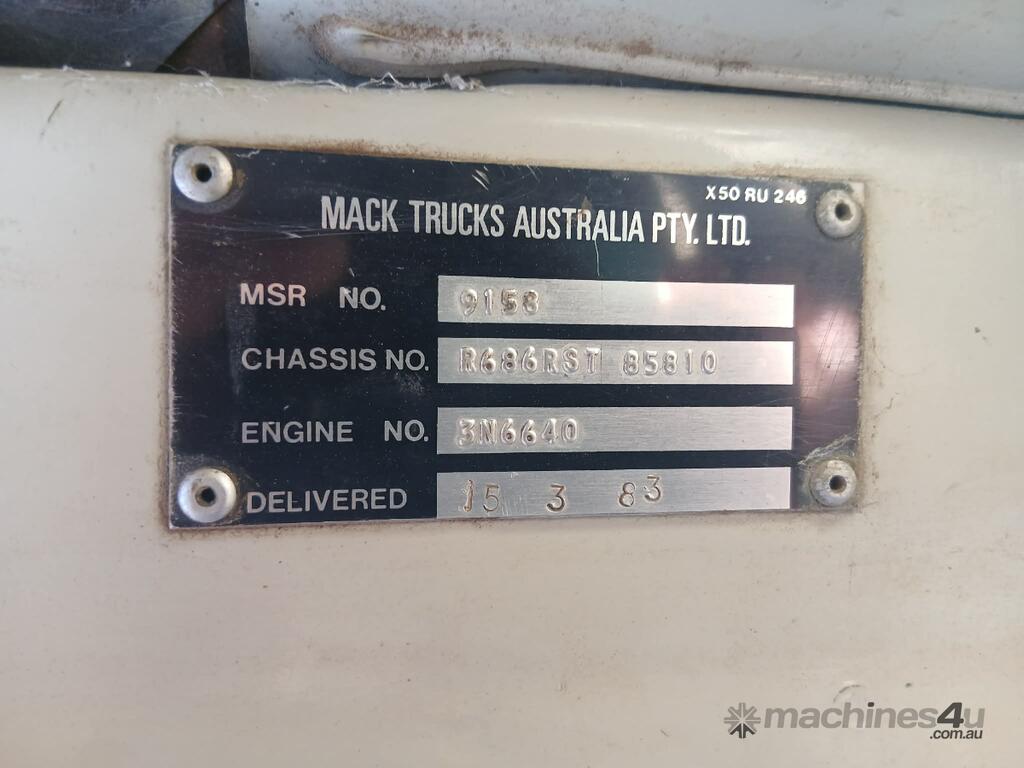 X50 RU 246
MACK TRUCKS AUSTRALIA PTY. LTD.
MSR NO. 9158
CHASSIS NO. R686RST 85810
ENGINE NO. 3N6640
DELIVERED 15 3 83
machines4u
.com.au